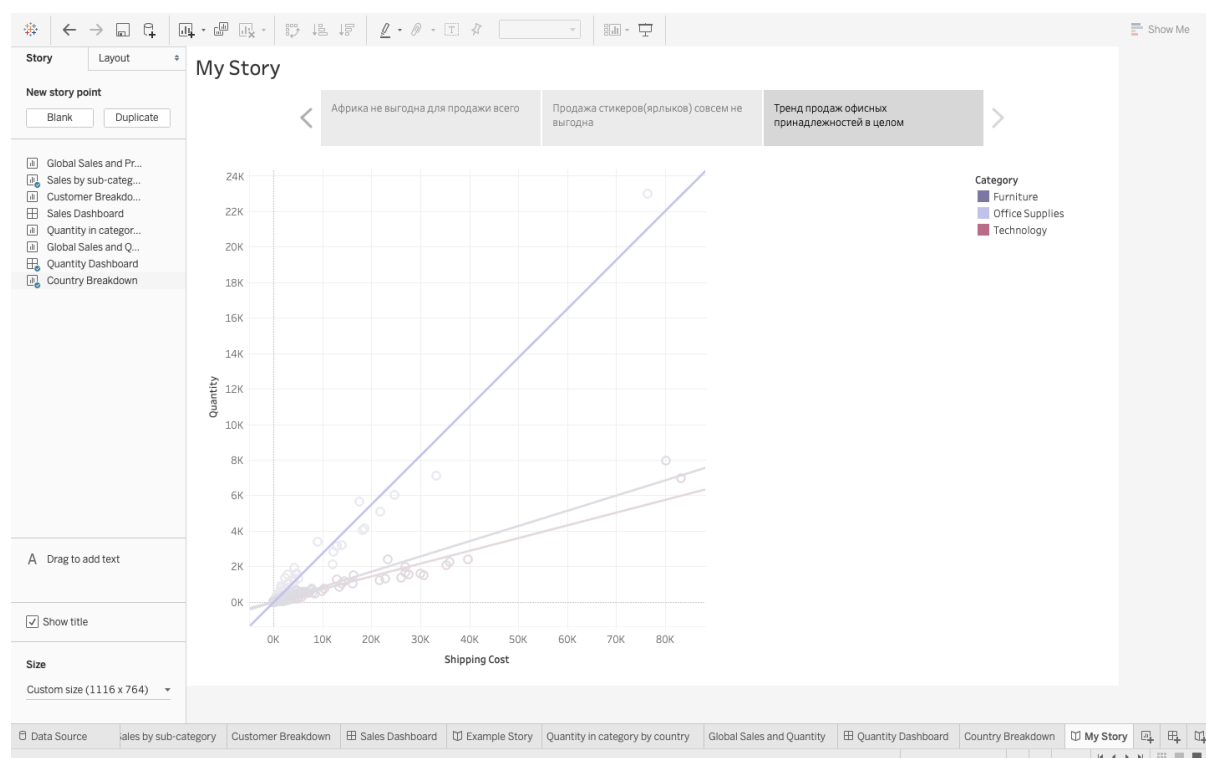 Show Me
Story
Layout
New story point
Blank
Duplicate
Global Sales and Pr...
Sales by sub-categ...
Customer Breakdo...
Sales Dashboard
Quantity in categor...
Global Sales and Q...
Quantity Dashboard
Country Breakdown
A Drag to add text
Show title
Size
Custom size (1116 x 764)
My Story
Африка не выгодна для продажи всего
Продажа стикеров(ярлыков) совсем не
выгодна
Тренд продаж офисных
принадлежностей в целом
24K
22K
20K
18K
16K
14K
12K
10K
8K
6K
4K
2K
0K
Quantity
0K 10K 20K 30K 40K 50K 60K 70K 80K
Shipping Cost
Category
Furniture
Office Supplies
Technology
Data Source
ales by sub-category
Customer Breakdown
Sales Dashboard
Example Story
Quantity in category by country
Global Sales and Quantity
Quantity Dashboard
Country Breakdown
My Story